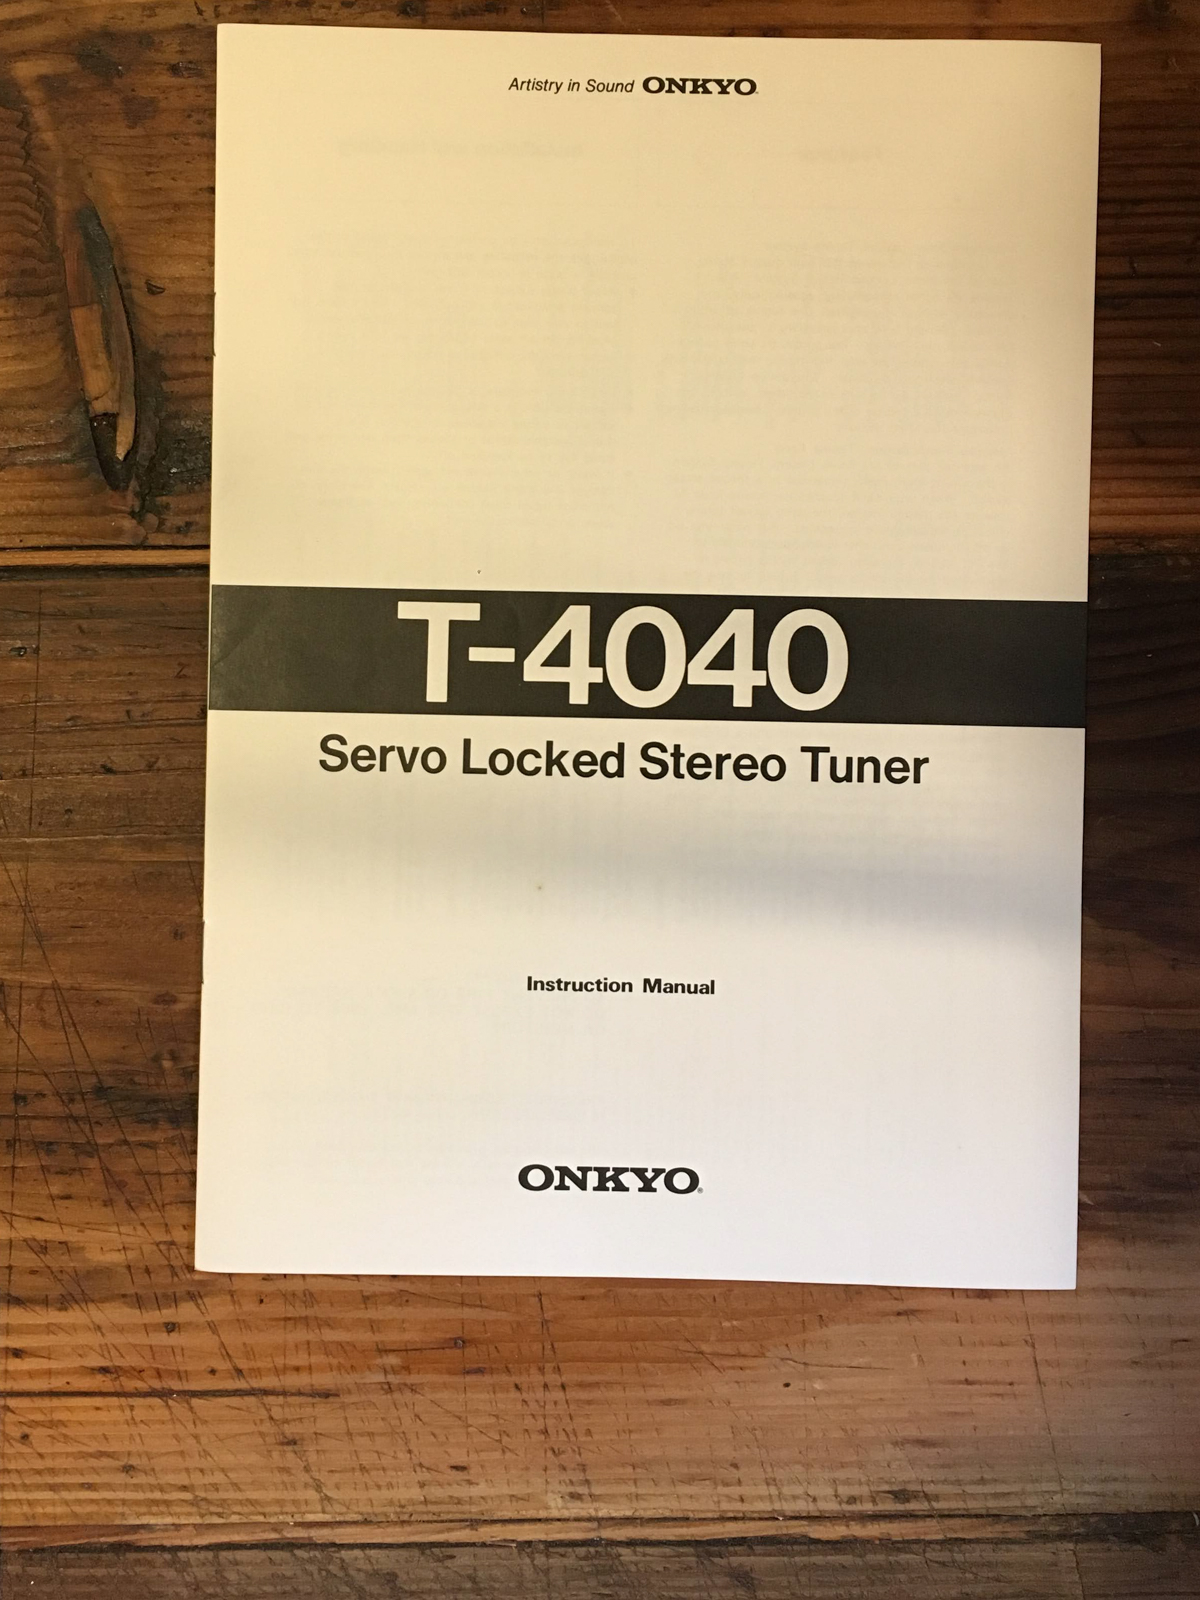 Artistry in Sound ONKYO
T-4040
Servo Locked Stereo Tuner
Instruction Manual
ONKYO®